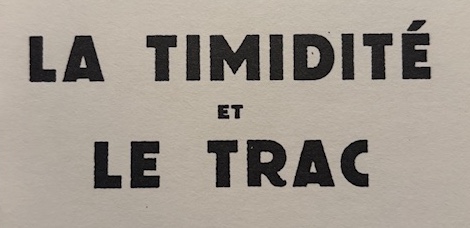 LA TIMIDITÉ
ET
LE TRAC